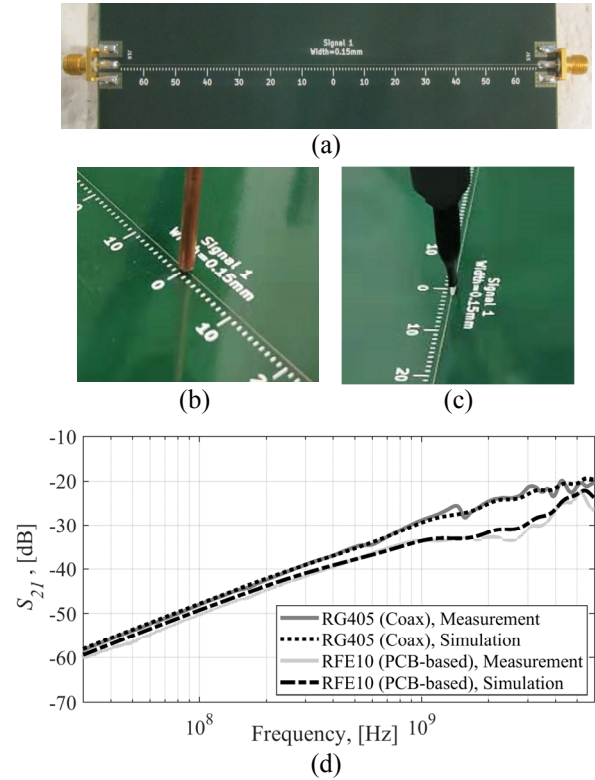 Signal 1
Width=0.15mm
60 50 40 30 20 10 0 10 20 30 40 50 60
(a)
10
0
10
Signal 1
Width=0.15mm
(b)
10
0
10
20
Signal 1
Width=0.15mm
(c)
-10
-20
-30
-40
-50
-60
-70
S21 , [dB]
RG405 (Coax), Measurement
RG405 (Coax), Simulation
RFE10 (PCB-based), Measurement
RFE10 (PCB-based), Simulation
10^8 10^9
Frequency, [Hz]
(d)